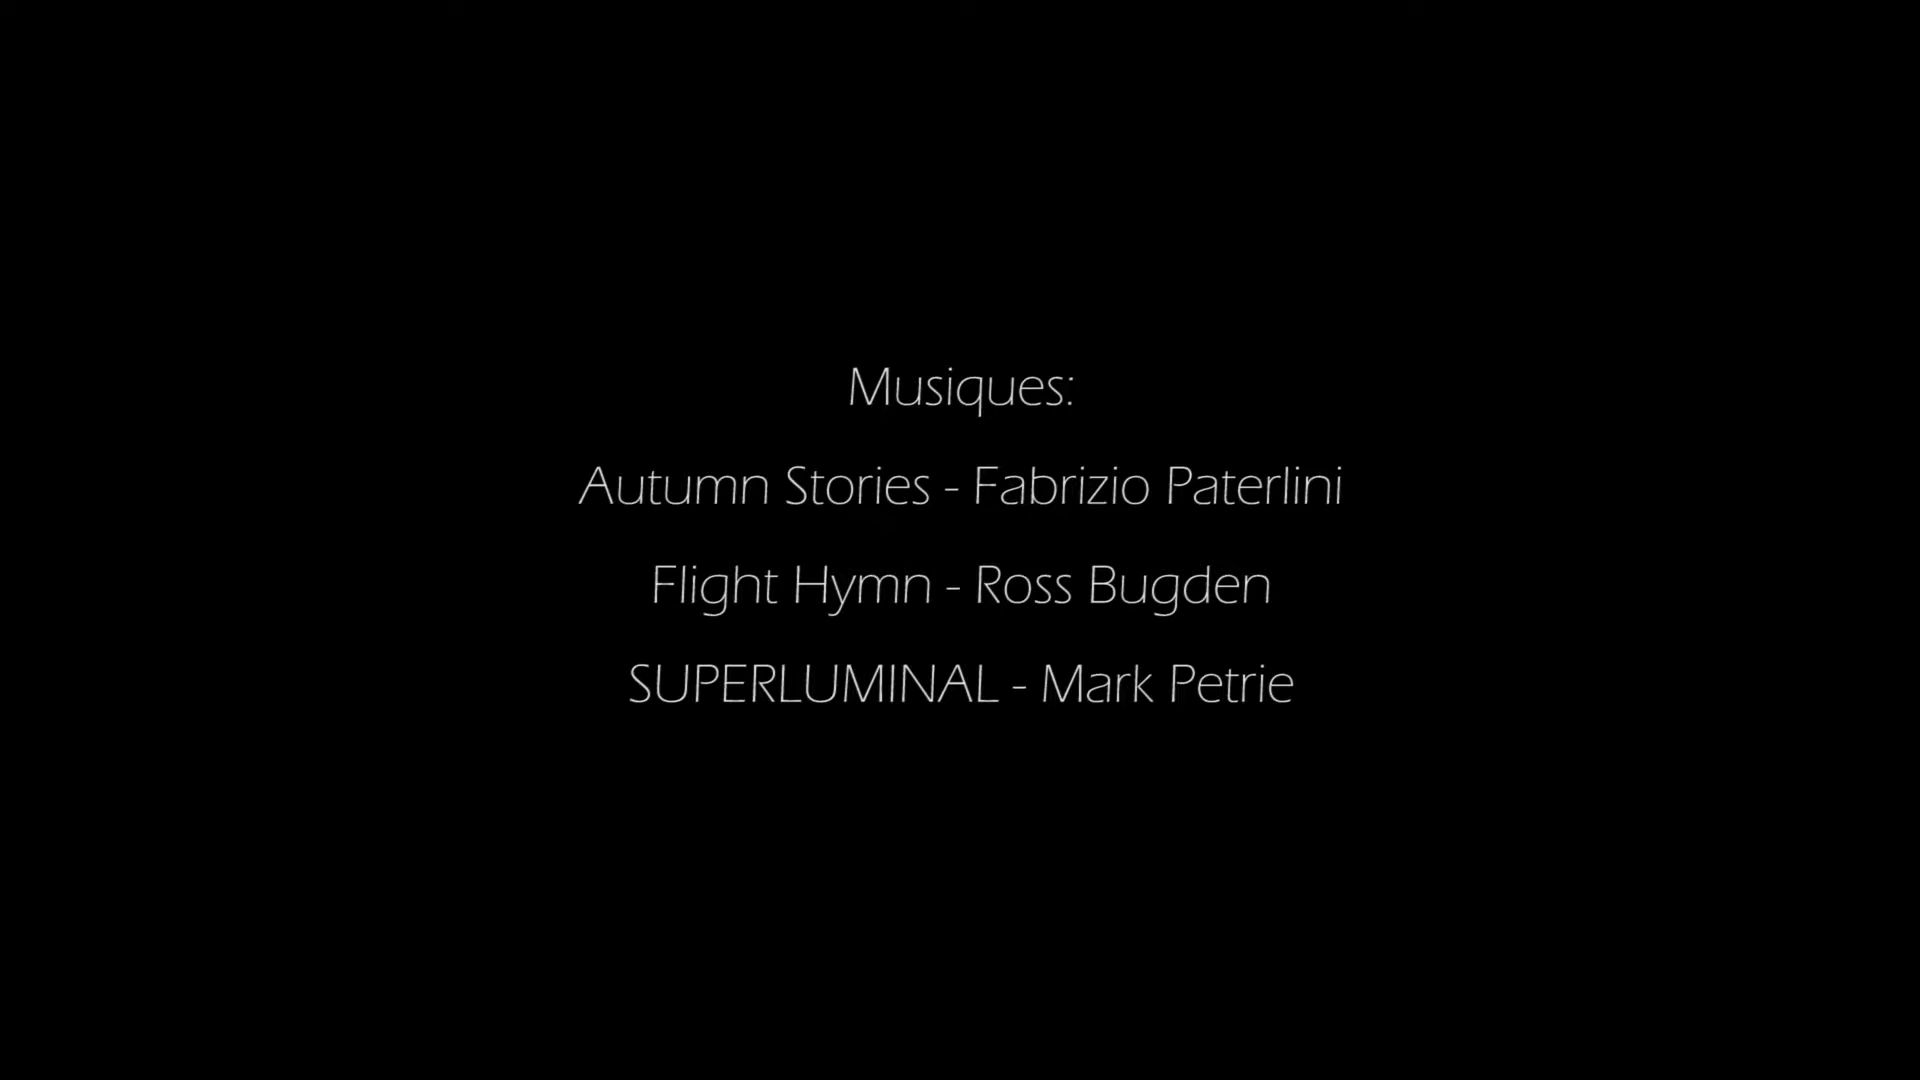 Musiques:
Autumn Stories - Fabrizio Paterlini
Flight Hymn - Ross Bugden
SUPERLUMINAL - Mark Petrie